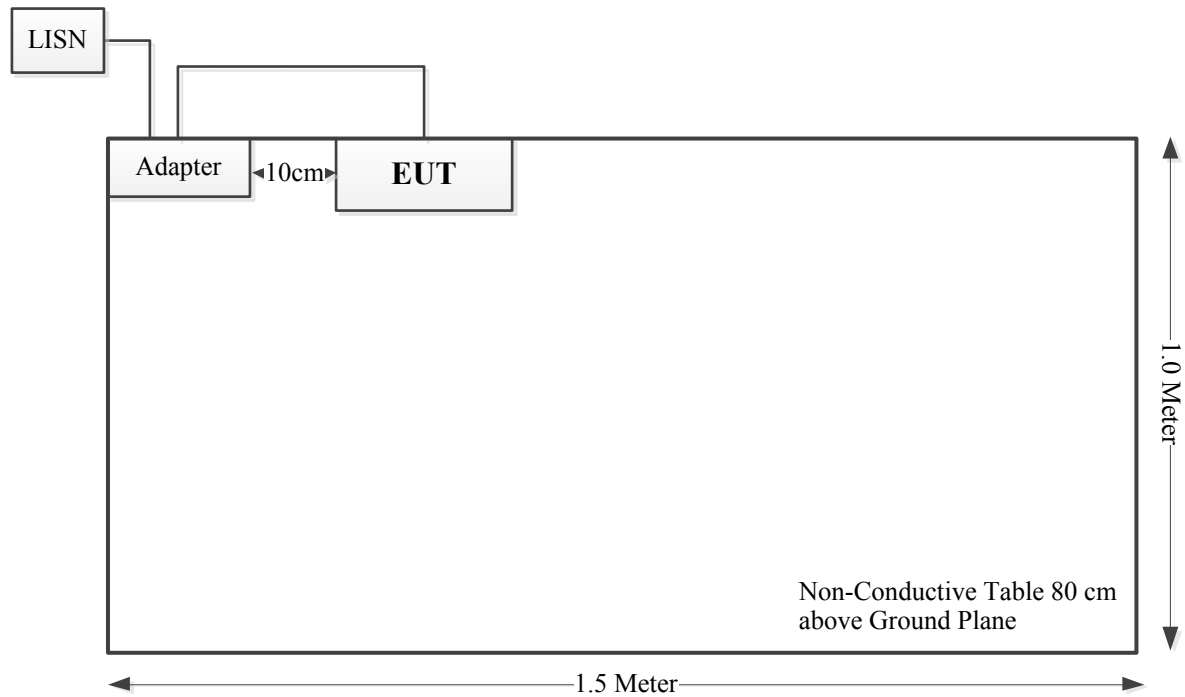 LISN
Adapter
10cm
EUT
1.0 Meter
Non-Conductive Table 80 cm
above Ground Plane
1.5 Meter